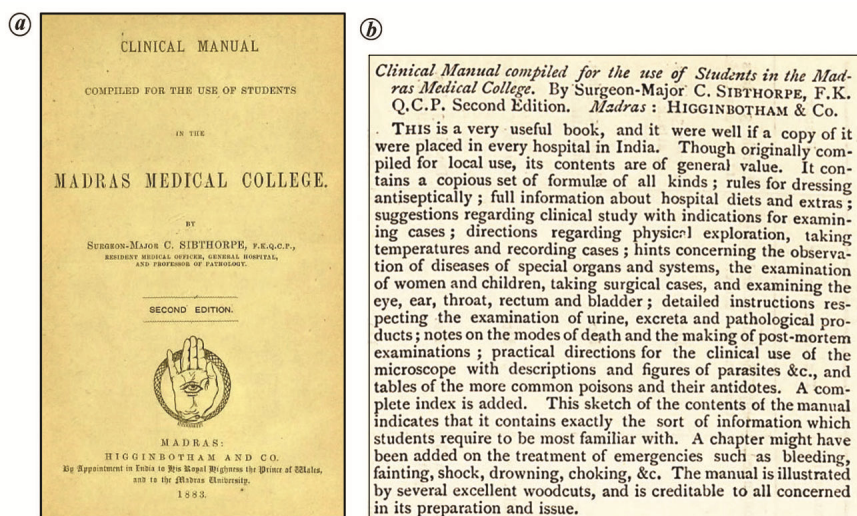 a
CLINICAL MANUAL
COMPILED FOR THE USE OF STUDENTS
IN THE
MADRAS MEDICAL COLLEGE.
BY
SURGEON-MAJOR C. SIBTHORPE, F.K.Q.C.P.,
RESIDENT MEDICAL OFFICER, GENERAL HOSPITAL,
AND PROFESSOR OF PATHOLOGY.
SECOND EDITION.
MADRAS:
HIGGINBOTHAM AND CO.
By Appointment in India to His Royal Highness the Prince of Wales,
and to the Madras University.
1883.
b
Clinical Manual compiled for the use of Students in the Mad-
ras Medical College. By Surgeon-Major C. SIBTHORPE, F.K.
Q.C.P. Second Edition. Madras : HIGGINBOTHAM & Co.
THIS is a very useful book, and it were well if a copy of it
were placed in every hospital in India. Though originally com-
piled for local use, its contents are of general value. It con-
tains a copious set of formulæ of all kinds ; rules for dressing
antiseptically ; full information about hospital diets and extras ;
suggestions regarding clinical study with indications for examin-
ing cases ; directions regarding physical exploration, taking
temperatures and recording cases ; hints concerning the observa-
tion of diseases of special organs and systems, the examination
of women and children, taking surgical cases, and examining the
eye, ear, throat, rectum and bladder ; detailed instructions res-
pecting the examination of urine, excreta and pathological pro-
ducts ; notes on the modes of death and the making of post-mortem
examinations ; practical directions for the clinical use of the
microscope with descriptions and figures of parasites &c., and
tables of the more common poisons and their antidotes. A com-
plete index is added. This sketch of the contents of the manual
indicates that it contains exactly the sort of information which
students require to be most familiar with. A chapter might have
been added on the treatment of emergencies such as bleeding,
fainting, shock, drowning, choking, &c. The manual is illustrated
by several excellent woodcuts, and is creditable to all concerned
in its preparation and issue.